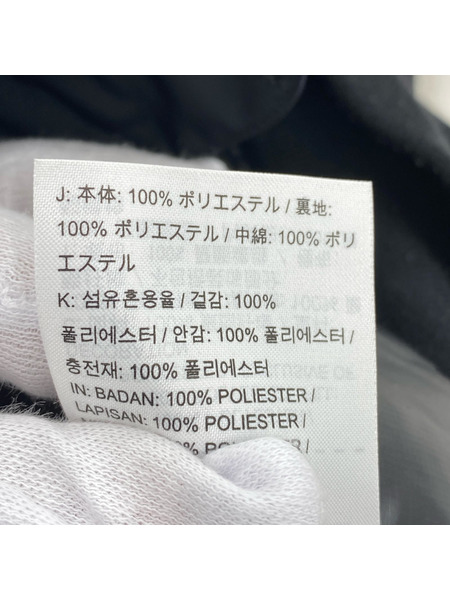 J: 本体: 100% ポリエステル / 裏地:
100% ポリエステル / 中綿: 100% ポリ
エステル
K: 섬유혼용율 / 겉감: 100%
폴리에스터 / 안감: 100% 폴리에스터 /
충전재: 100% 폴리에스터
IN: BADAN: 100% POLIESTER /
LAPISAN: 100% POLIESTER /
POLIESTER /